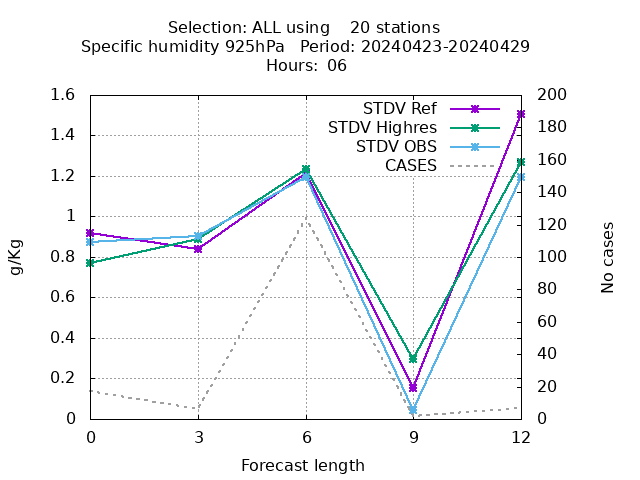 Selection: ALL using    20 stations
Specific humidity 925hPa   Period: 20240423-20240429
Hours: 06
STDV Ref
STDV Highres
STDV OBS
CASES
1.6
1.4
1.2
1
0.8
0.6
0.4
0.2
0
200
180
160
140
120
100
80
60
40
20
0
g/Kg
No cases
0 3 6 9 12
Forecast length